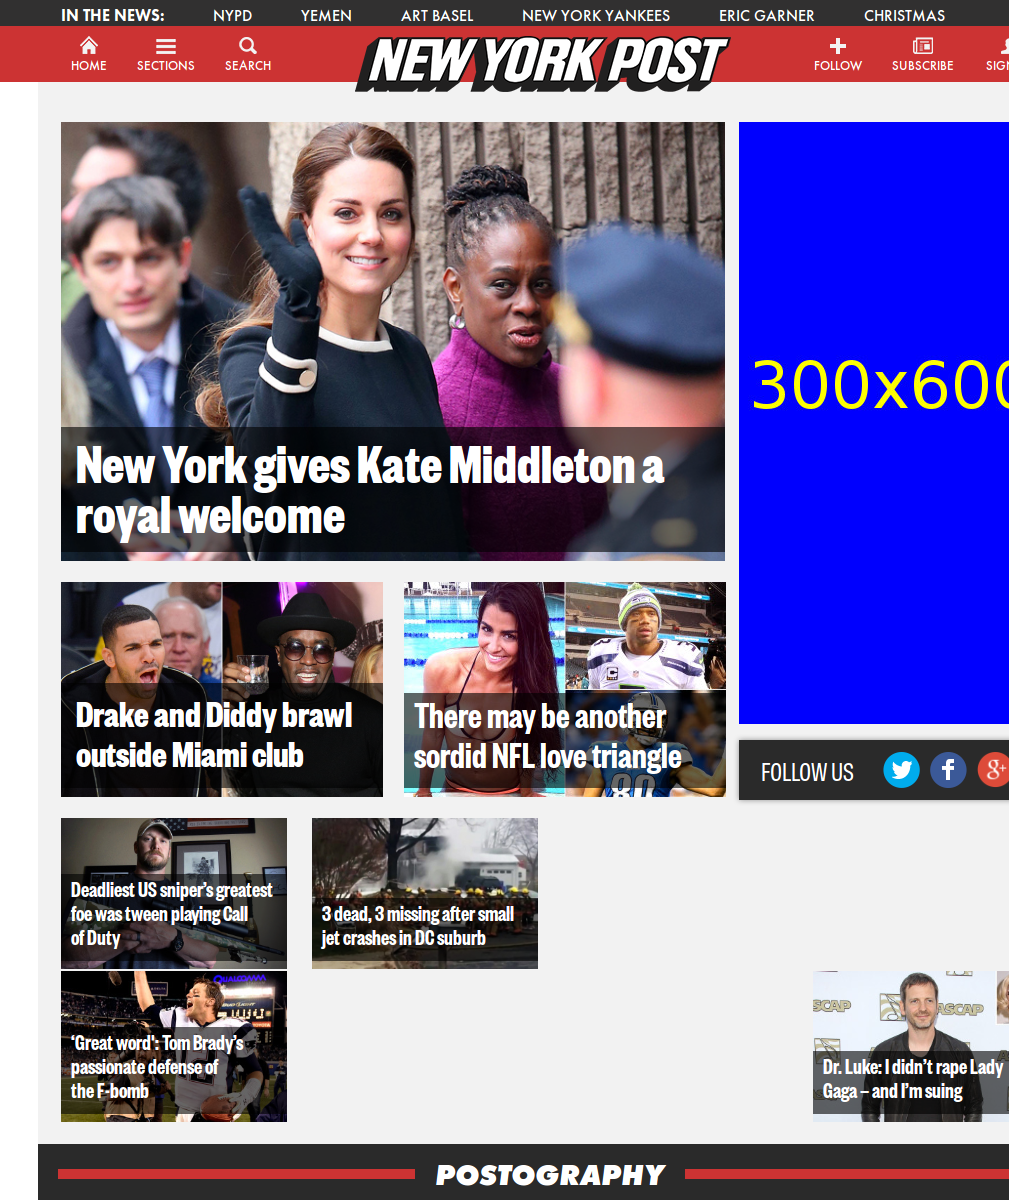 IN THE NEWS: NYPD YEMEN ART BASEL NEW YORK YANKEES ERIC GARNER CHRISTMAS
HOME SECTIONS SEARCH NEW YORK POST FOLLOW SUBSCRIBE
New York gives Kate Middleton a
royal welcome
300x600
Drake and Diddy brawl
outside Miami club
There may be another
sordid NFL love triangle
FOLLOW US
Deadliest US sniper’s greatest
foe was tween playing Call
of Duty
3 dead, 3 missing after small
jet crashes in DC suburb
QUALCOMM
‘Great word’: Tom Brady’s
passionate defense of
the F-bomb
ASCAP
Dr. Luke: I didn’t rape Lady
Gaga – and I’m suing
POSTOGRAPHY